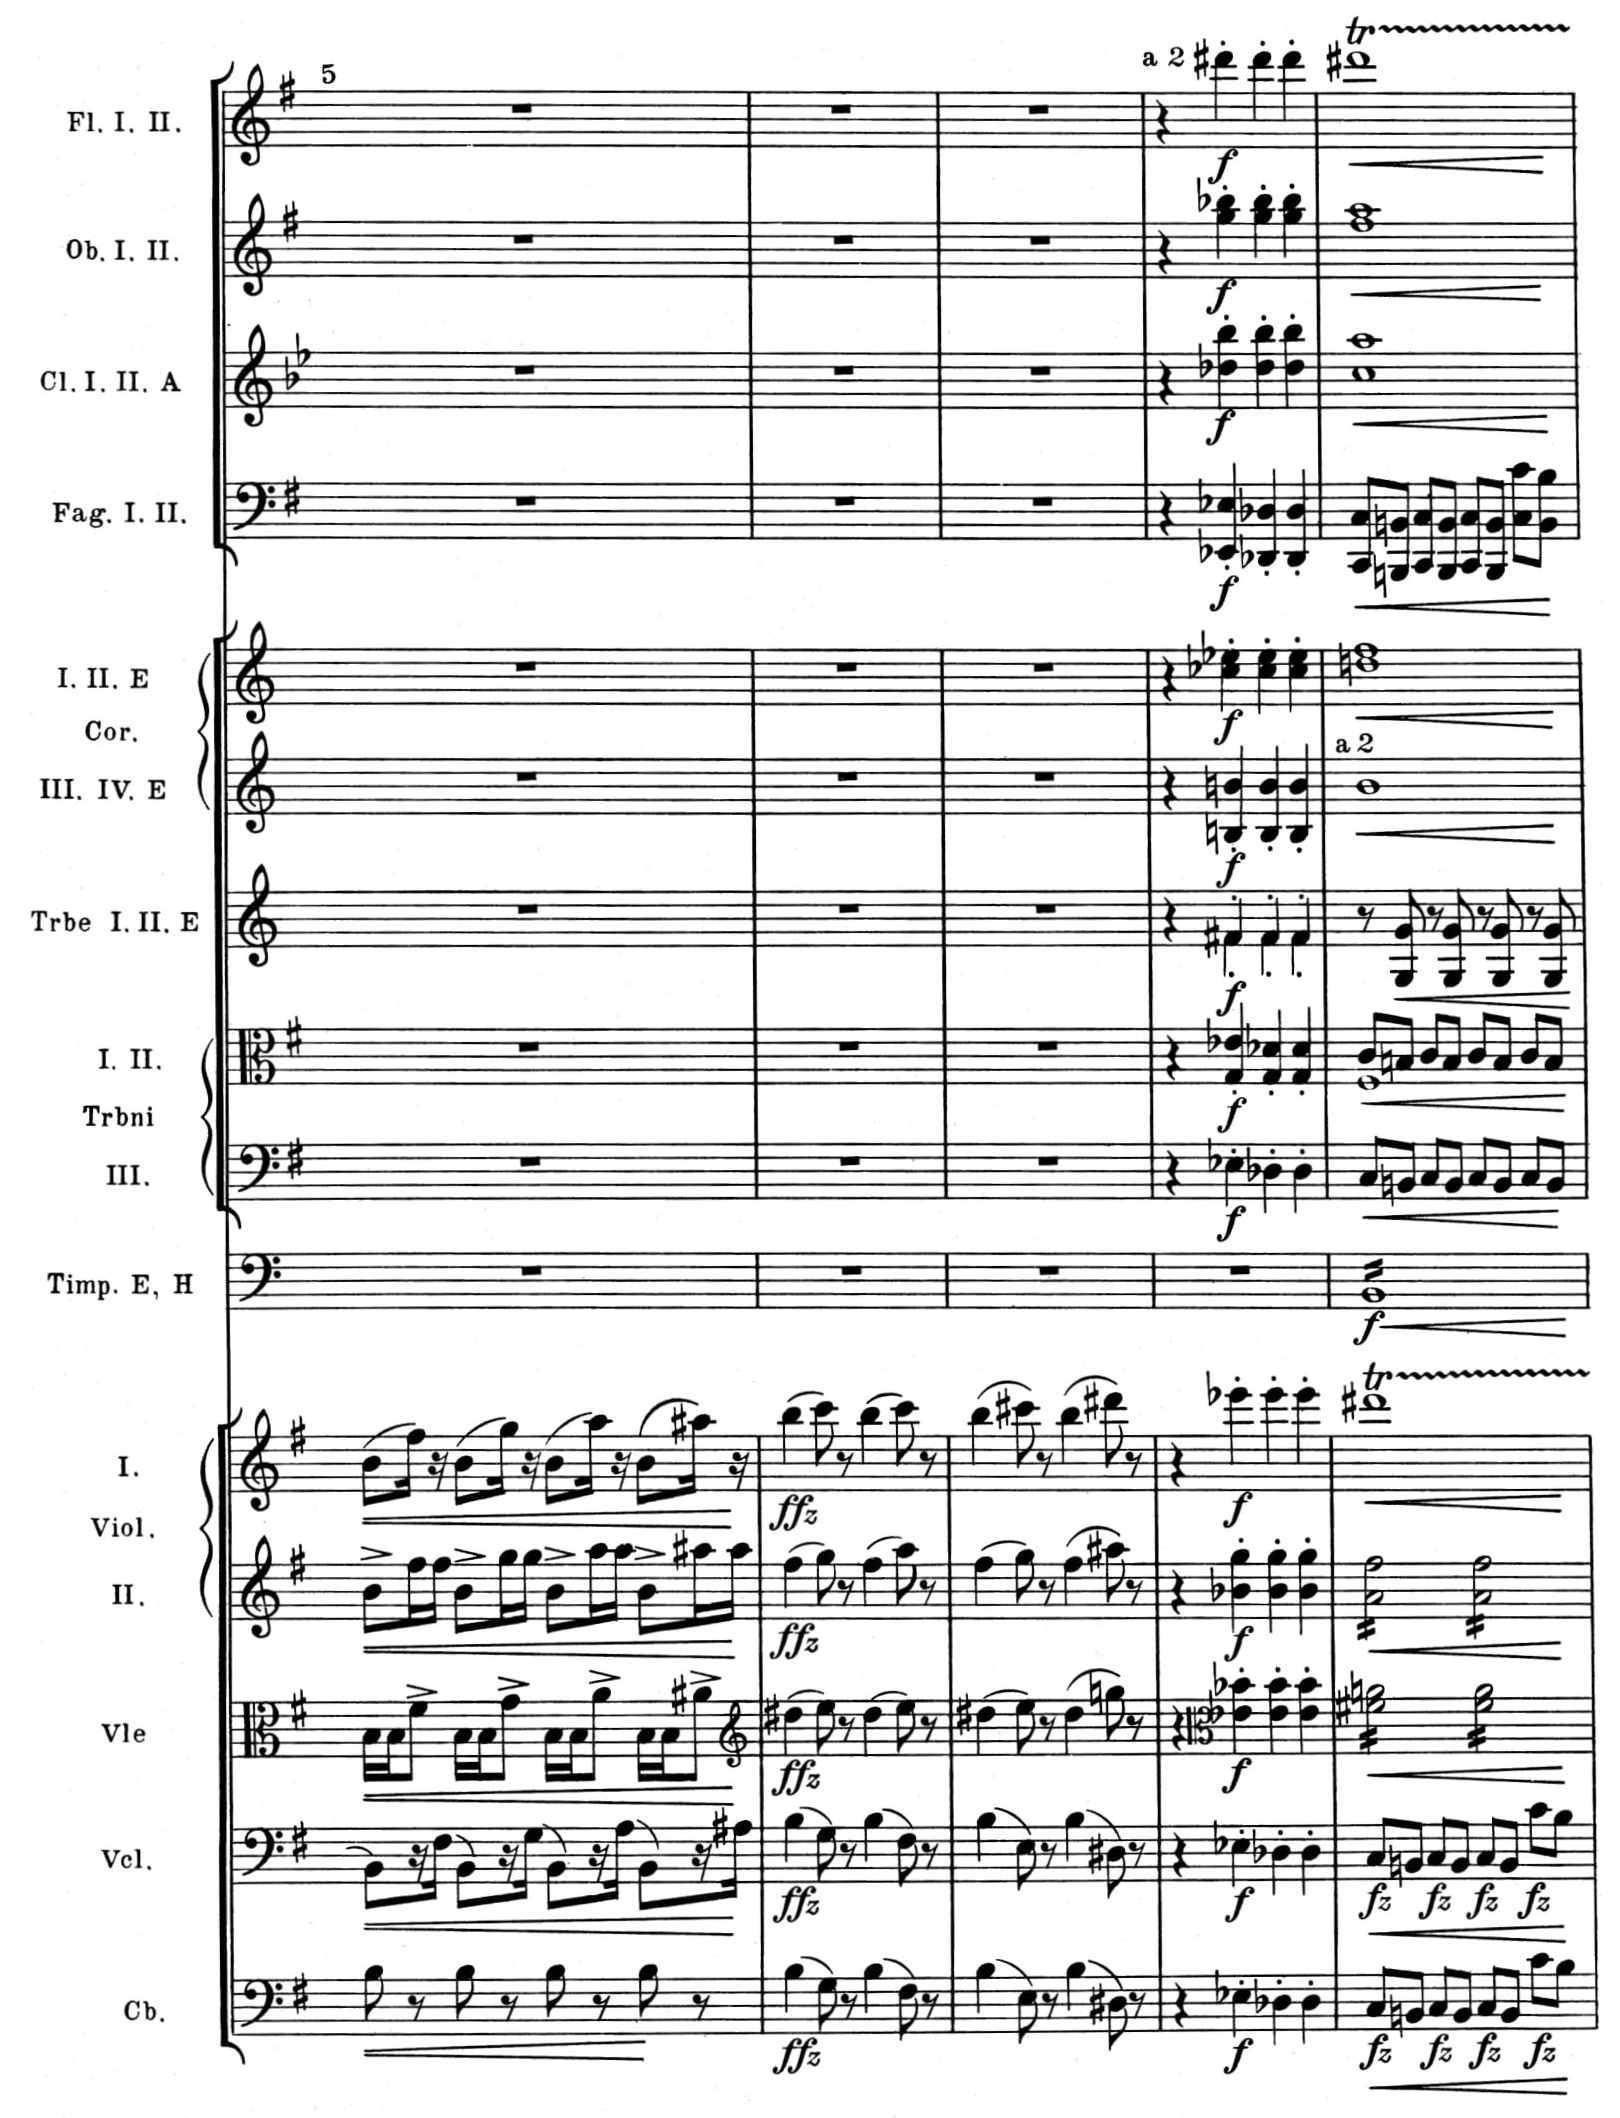 5
a 2 tr
Fl. I. II.
f
Ob. I. II.
f
Cl. I. II. A
f
Fag. I. II.
f
I. II. E
f
Cor.
a 2
III. IV. E
f
Trbe I. II. E
f
I. II.
f
Trbni
III.
f
Timp. E, H
f
tr
I.
ffz f
Viol.
II.
ffz f
Vle
ffz f
Vcl.
ffz f fz fz fz fz
Cb.
ffz f fz fz fz fz